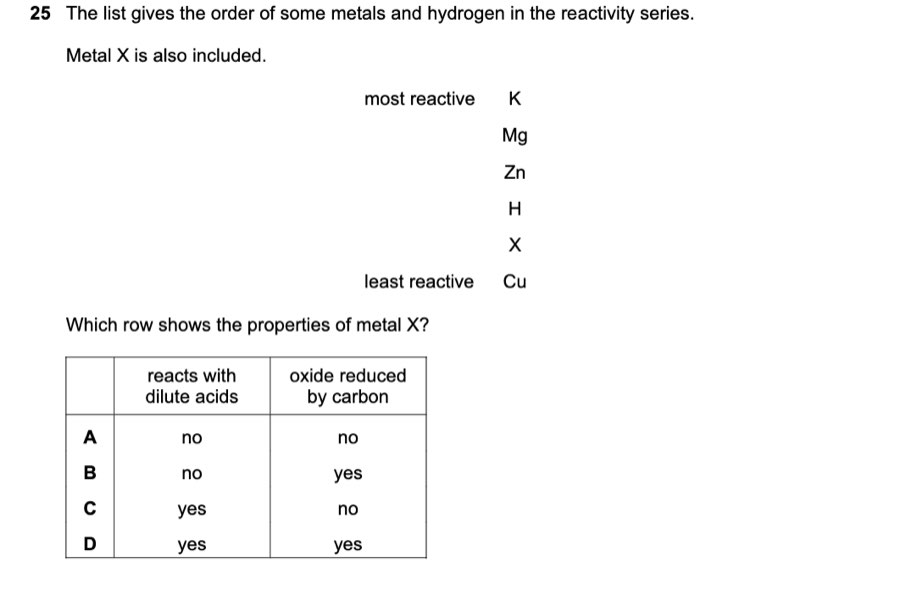 25 The list gives the order of some metals and hydrogen in the reactivity series.
Metal X is also included.
most reactive K
Mg
Zn
H
X
least reactive Cu
Which row shows the properties of metal X?
reacts with dilute acids oxide reduced by carbon
A no no
B no yes
C yes no
D yes yes